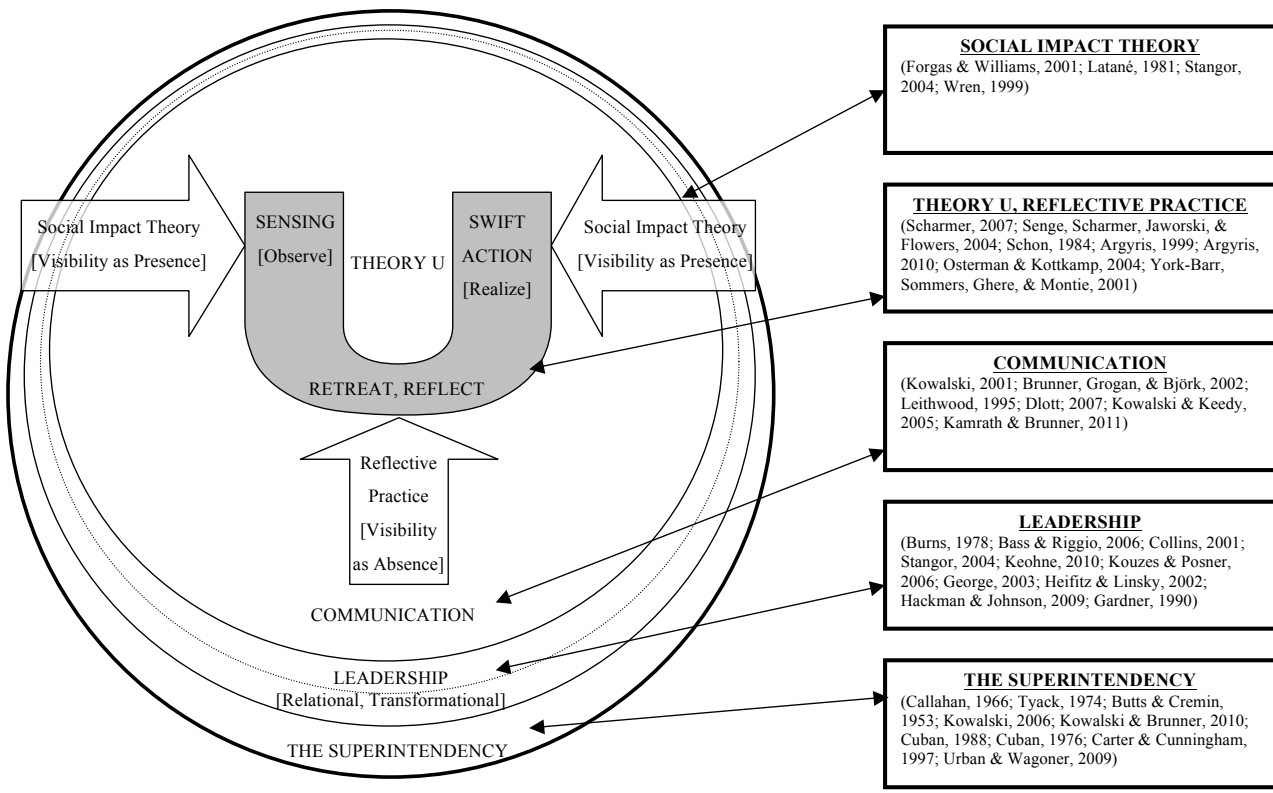 Social Impact Theory
[Visibility as Presence]
SENSING
[Observe]
THEORY U
SWIFT
ACTION
[Realize]
Social Impact Theory
[Visibility as Presence]
RETREAT, REFLECT
Reflective
Practice
[Visibility
as Absence]
COMMUNICATION
LEADERSHIP
[Relational, Transformational]
THE SUPERINTENDENCY
SOCIAL IMPACT THEORY
(Forgas & Williams, 2001; Latané, 1981; Stangor,
2004; Wren, 1999)
THEORY U, REFLECTIVE PRACTICE
(Scharmer, 2007; Senge, Scharmer, Jaworski, &
Flowers, 2004; Schon, 1984; Argyris, 1999; Argyris,
2010; Osterman & Kottkamp, 2004; York-Barr,
Sommers, Ghere, & Montie, 2001)
COMMUNICATION
(Kowalski, 2001; Brunner, Grogan, & Björk, 2002;
Leithwood, 1995; Dlott; 2007; Kowalski & Keedy,
2005; Kamrath & Brunner, 2011)
LEADERSHIP
(Burns, 1978; Bass & Riggio, 2006; Collins, 2001;
Stangor, 2004; Keohne, 2010; Kouzes & Posner,
2006; George, 2003; Heifitz & Linsky, 2002;
Hackman & Johnson, 2009; Gardner, 1990)
THE SUPERINTENDENCY
(Callahan, 1966; Tyack, 1974; Butts & Cremin,
1953; Kowalski, 2006; Kowalski & Brunner, 2010;
Cuban, 1988; Cuban, 1976; Carter & Cunningham,
1997; Urban & Wagoner, 2009)